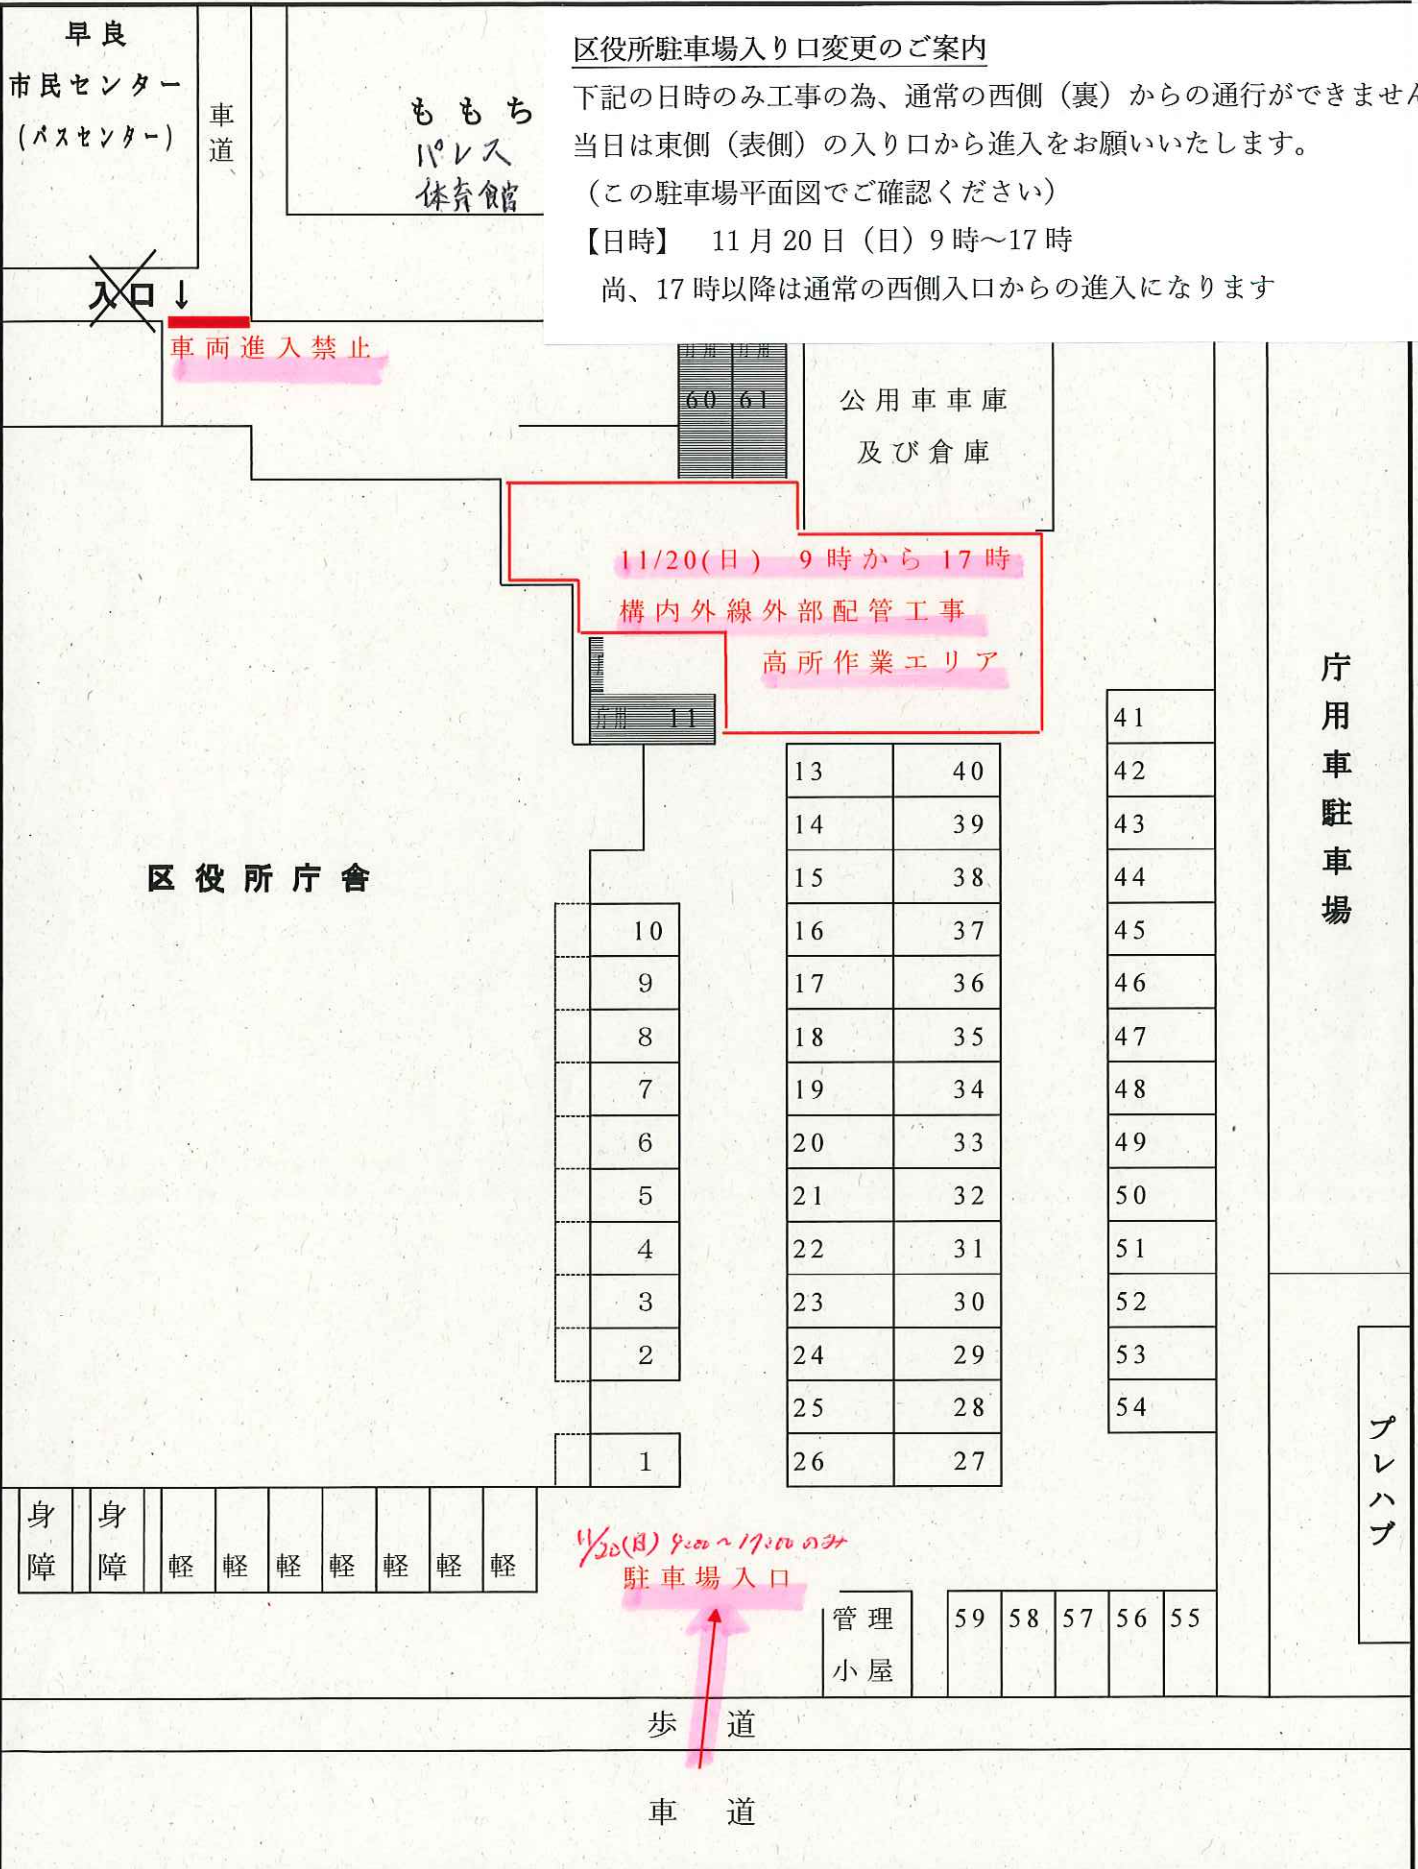 早良
市民センター
(バスセンター)
車道
ももち
パレス
体育館
区役所駐車場入り口変更のご案内
下記の日時のみ工事の為、通常の西側（裏）からの通行ができません
当日は東側（表側）の入り口から進入をお願いいたします。
（この駐車場平面図でご確認ください）
【日時】　11月20日（日）9時～17時
尚、17時以降は通常の西側入口からの進入になります
入口↓
車両進入禁止
60 61
公用車車庫
及び倉庫
11/20(日)　9時から17時
構内外線外部配管工事
高所作業エリア
庁用 11
庁用車駐車場
区役所庁舎
13 40 41
14 39 42
15 38 43
16 37 44
17 36 45
18 35 46
19 34 47
20 33 48
21 32 49
22 31 50
23 30 51
24 29 52
25 28 53
26 27 54
10
9
8
7
6
5
4
3
2
1
プレハブ
身障 身障 軽 軽 軽 軽 軽 軽 軽
11/20(日) 9:00～17:00のみ
駐車場入口
管理
小屋
59 58 57 56 55
歩道
車道